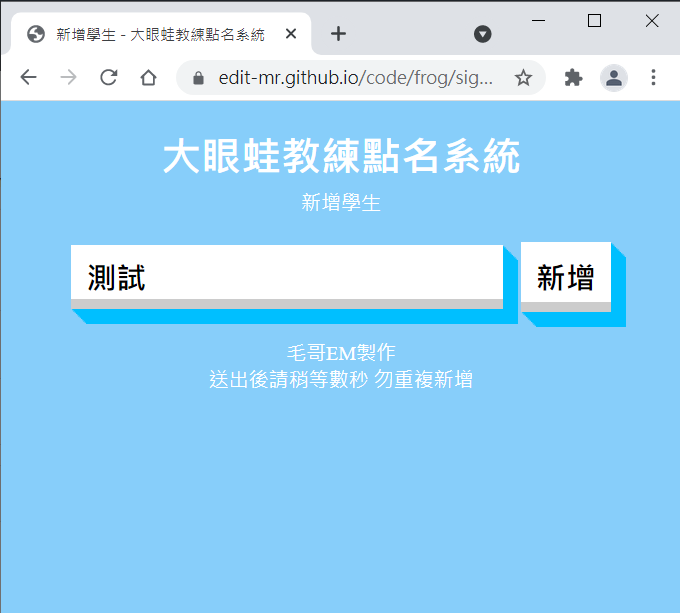 新增學生 - 大眼蛙教練點名系統
edit-mr.github.io/code/frog/sig...
大眼蛙教練點名系統
新增學生
測試
新增
毛哥EM製作
送出後請稍等數秒 勿重複新增